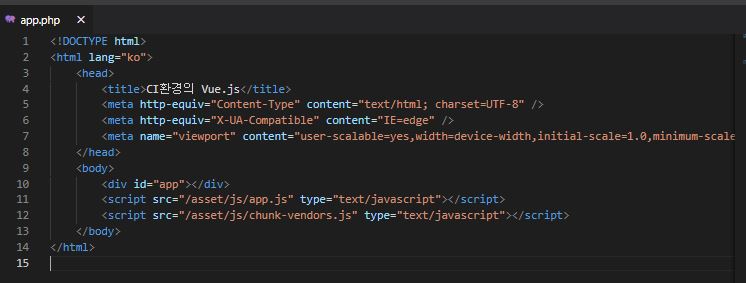 app.php
1 <!DOCTYPE html>
2 <html lang="ko">
3 <head>
4 <title>CI환경의 Vue.js</title>
5 <meta http-equiv="Content-Type" content="text/html; charset=UTF-8" />
6 <meta http-equiv="X-UA-Compatible" content="IE=edge" />
7 <meta name="viewport" content="user-scalable=yes,width=device-width,initial-scale=1.0,minimum-scale
8 </head>
9 <body>
10 <div id="app"></div>
11 <script src="/asset/js/app.js" type="text/javascript"></script>
12 <script src="/asset/js/chunk-vendors.js" type="text/javascript"></script>
13 </body>
14 </html>
15